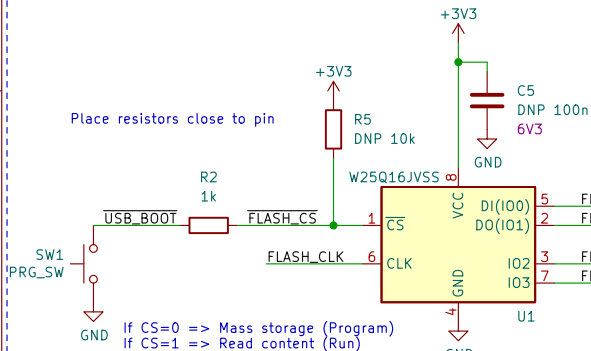 +3V3
+3V3
C5
DNP 100n
6V3
GND
Place resistors close to pin
R5
DNP 10k
W25Q16JVSS
8
VCC
R2
1k
USB_BOOT
FLASH_CS
1
CS
DI(IO0)
5
DO(IO1)
2
FLASH_CLK
6
CLK
IO2
3
IO3
7
SW1
PRG_SW
GND
GND
4
U1
If CS=0 => Mass storage (Program)
If CS=1 => Read content (Run)